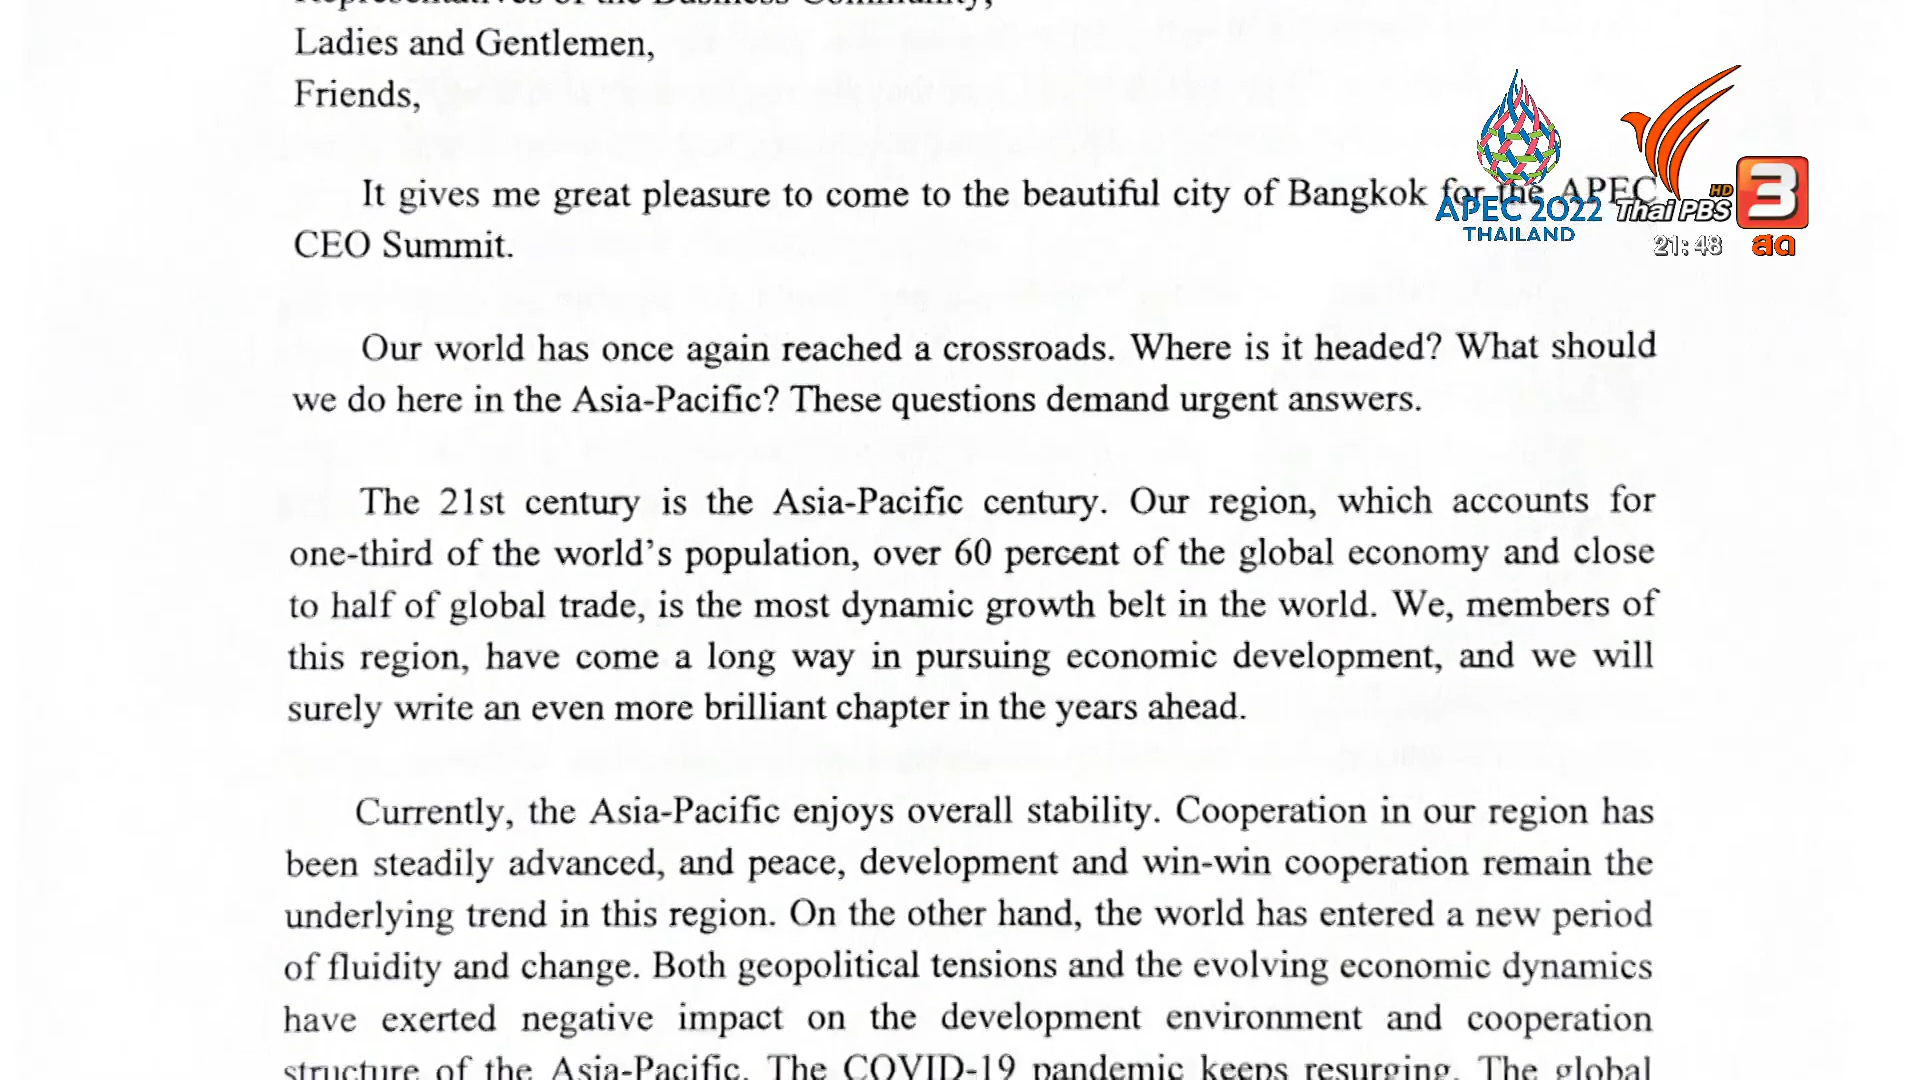 Representatives of the Business Community,
Ladies and Gentlemen,
Friends,
It gives me great pleasure to come to the beautiful city of Bangkok for the APEC
CEO Summit.
APEC 2022
THAILAND
Thai PBS
HD
3
21:48
สด
Our world has once again reached a crossroads. Where is it headed? What should
we do here in the Asia-Pacific? These questions demand urgent answers.
The 21st century is the Asia-Pacific century. Our region, which accounts for
one-third of the world's population, over 60 percent of the global economy and close
to half of global trade, is the most dynamic growth belt in the world. We, members of
this region, have come a long way in pursuing economic development, and we will
surely write an even more brilliant chapter in the years ahead.
Currently, the Asia-Pacific enjoys overall stability. Cooperation in our region has
been steadily advanced, and peace, development and win-win cooperation remain the
underlying trend in this region. On the other hand, the world has entered a new period
of fluidity and change. Both geopolitical tensions and the evolving economic dynamics
have exerted negative impact on the development environment and cooperation
structure of the Asia-Pacific. The COVID-19 pandemic keeps resurging. The global